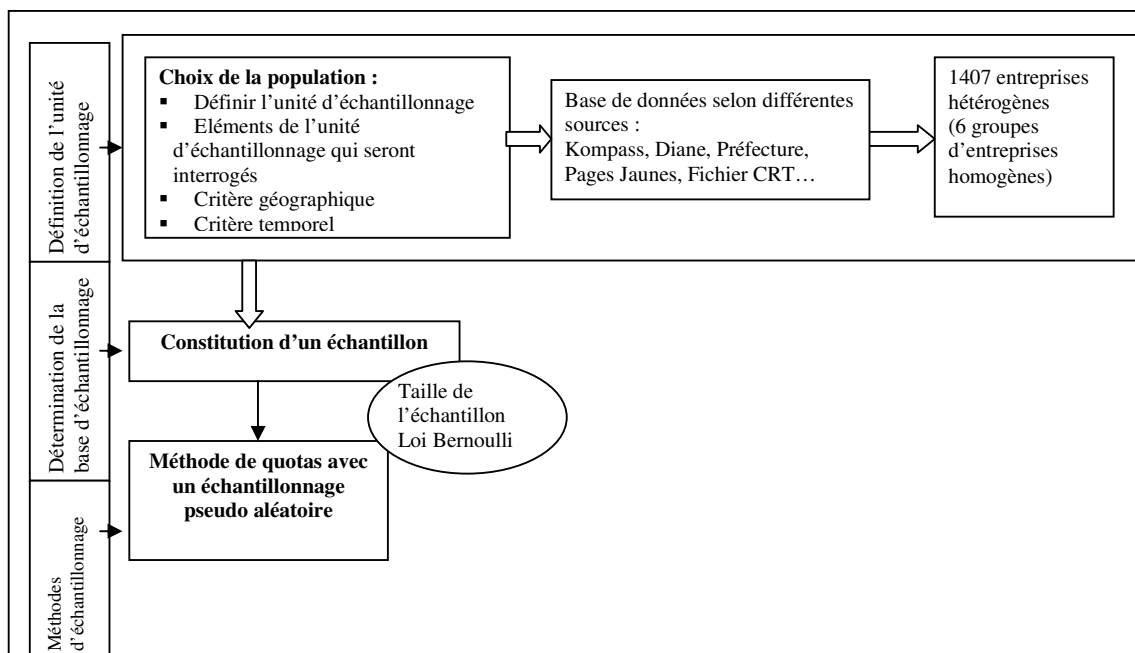 Définition de l'unité
d'échantillonnage
Choix de la population :
▪ Définir l'unité d'échantillonnage
▪ Eléments de l'unité
d'échantillonnage qui seront
interrogés
▪ Critère géographique
▪ Critère temporel
Base de données selon différentes
sources :
Kompass, Diane, Préfecture,
Pages Jaunes, Fichier CRT…
1407 entreprises
hétérogènes
(6 groupes
d'entreprises
homogènes)
Détermination de la
base d'échantillonnage
Constitution d'un échantillon
Taille de
l'échantillon
Loi Bernoulli
Méthodes
d'échantillonnage
Méthode de quotas avec
un échantillonnage
pseudo aléatoire